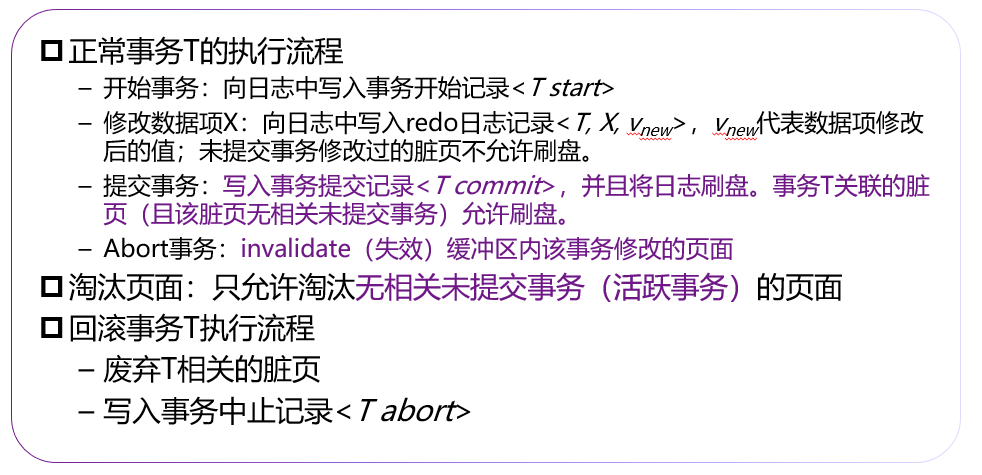 正常事务T的执行流程
– 开始事务：向日志中写入事务开始记录<T start>
– 修改数据项X：向日志中写入redo日志记录<T, X, vnew>，vnew代表数据项修改
后的值；未提交事务修改过的脏页不允许刷盘。
– 提交事务：写入事务提交记录<T commit>，并且将日志刷盘。事务T关联的脏
页（且该脏页无相关未提交事务）允许刷盘。
– Abort事务：invalidate（失效）缓冲区内该事务修改的页面
淘汰页面：只允许淘汰无相关未提交事务（活跃事务）的页面
回滚事务T执行流程
– 废弃T相关的脏页
– 写入事务中止记录<T abort>